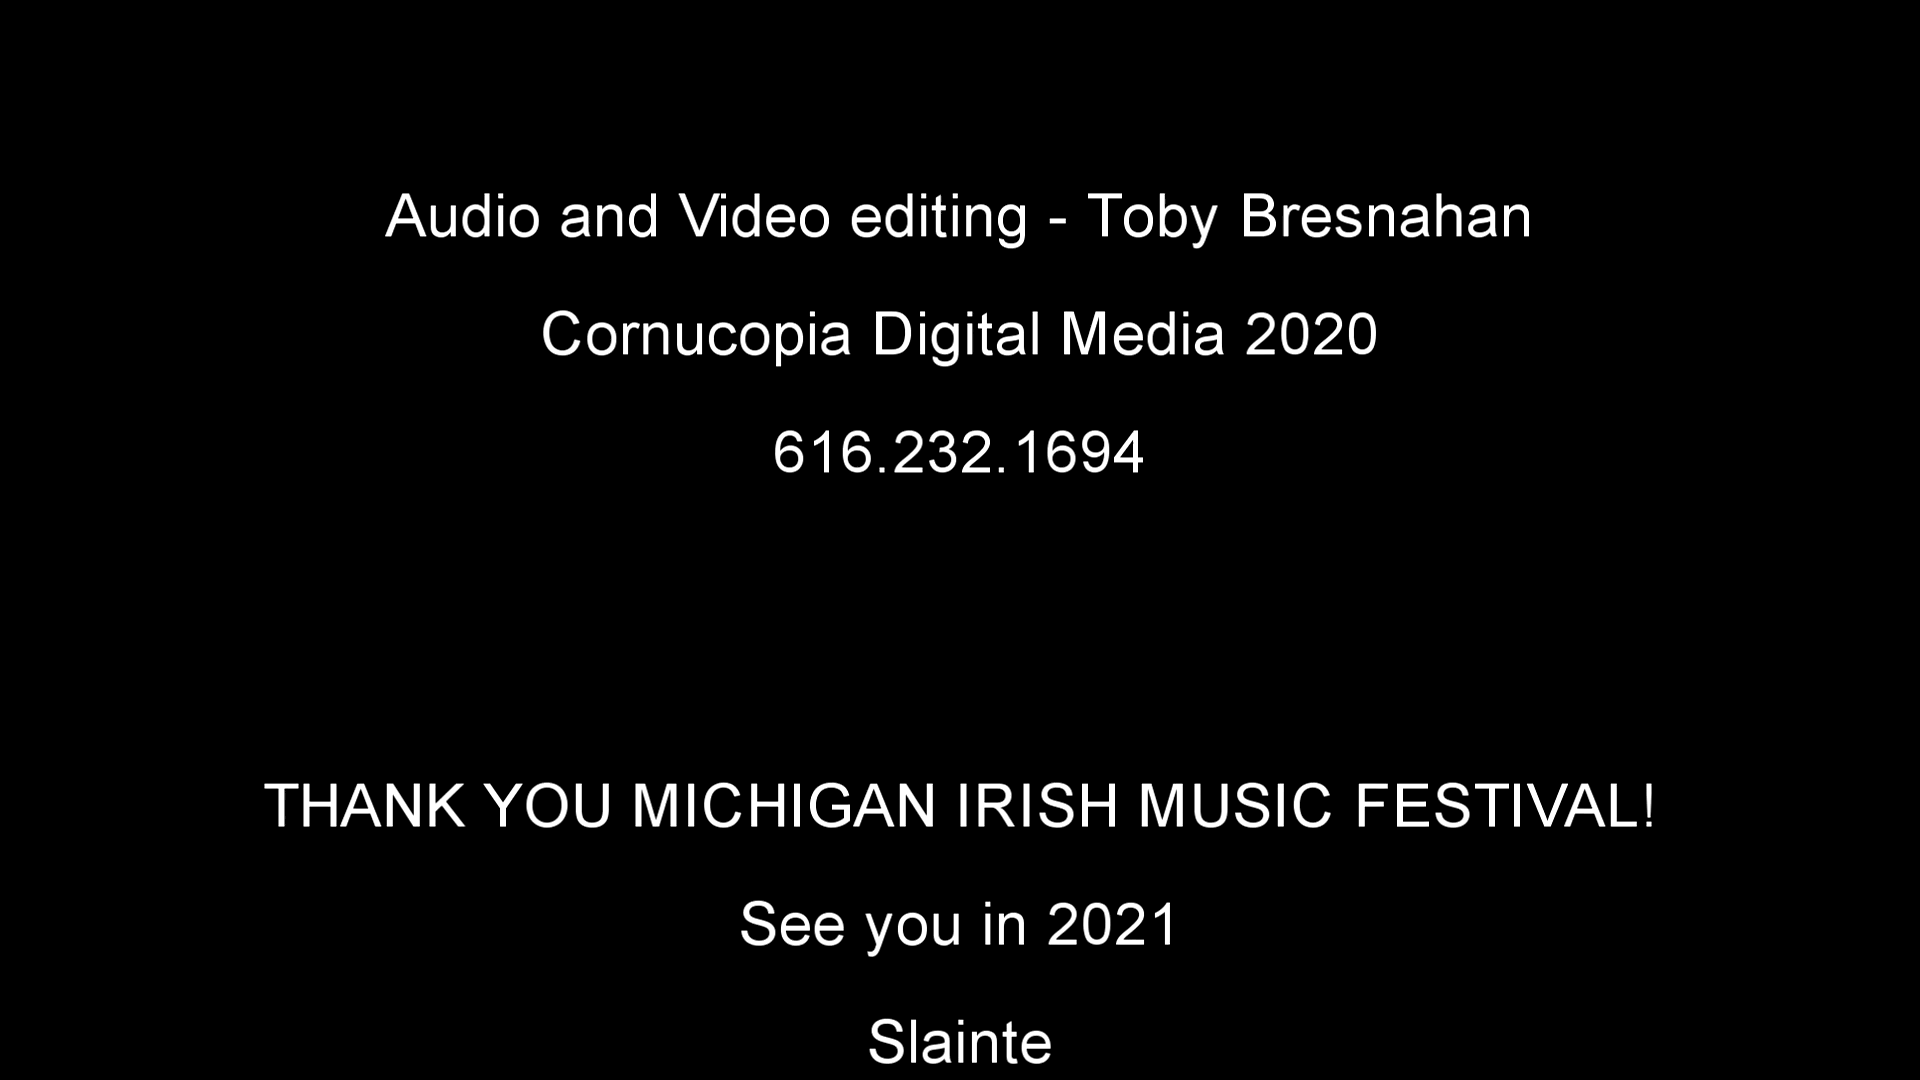 Audio and Video editing - Toby Bresnahan
Cornucopia Digital Media 2020
616.232.1694
THANK YOU MICHIGAN IRISH MUSIC FESTIVAL!
See you in 2021
Slainte